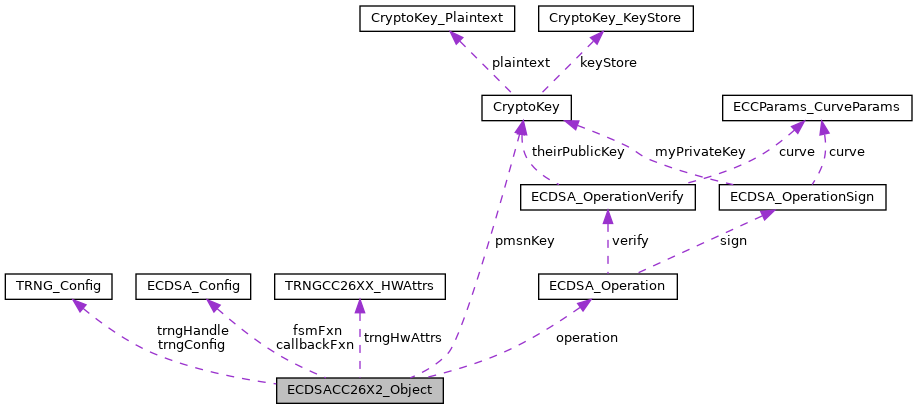 CryptoKey_Plaintext
CryptoKey_KeyStore
plaintext
keyStore
CryptoKey
ECCParams_CurveParams
theirPublicKey
myPrivateKey
curve
curve
ECDSA_OperationVerify
ECDSA_OperationSign
pmsnKey
verify
sign
TRNG_Config
ECDSA_Config
TRNGCC26XX_HWAttrs
ECDSA_Operation
trngHandle
trngConfig
fsmFxn
callbackFxn
trngHwAttrs
operation
ECDSACC26X2_Object